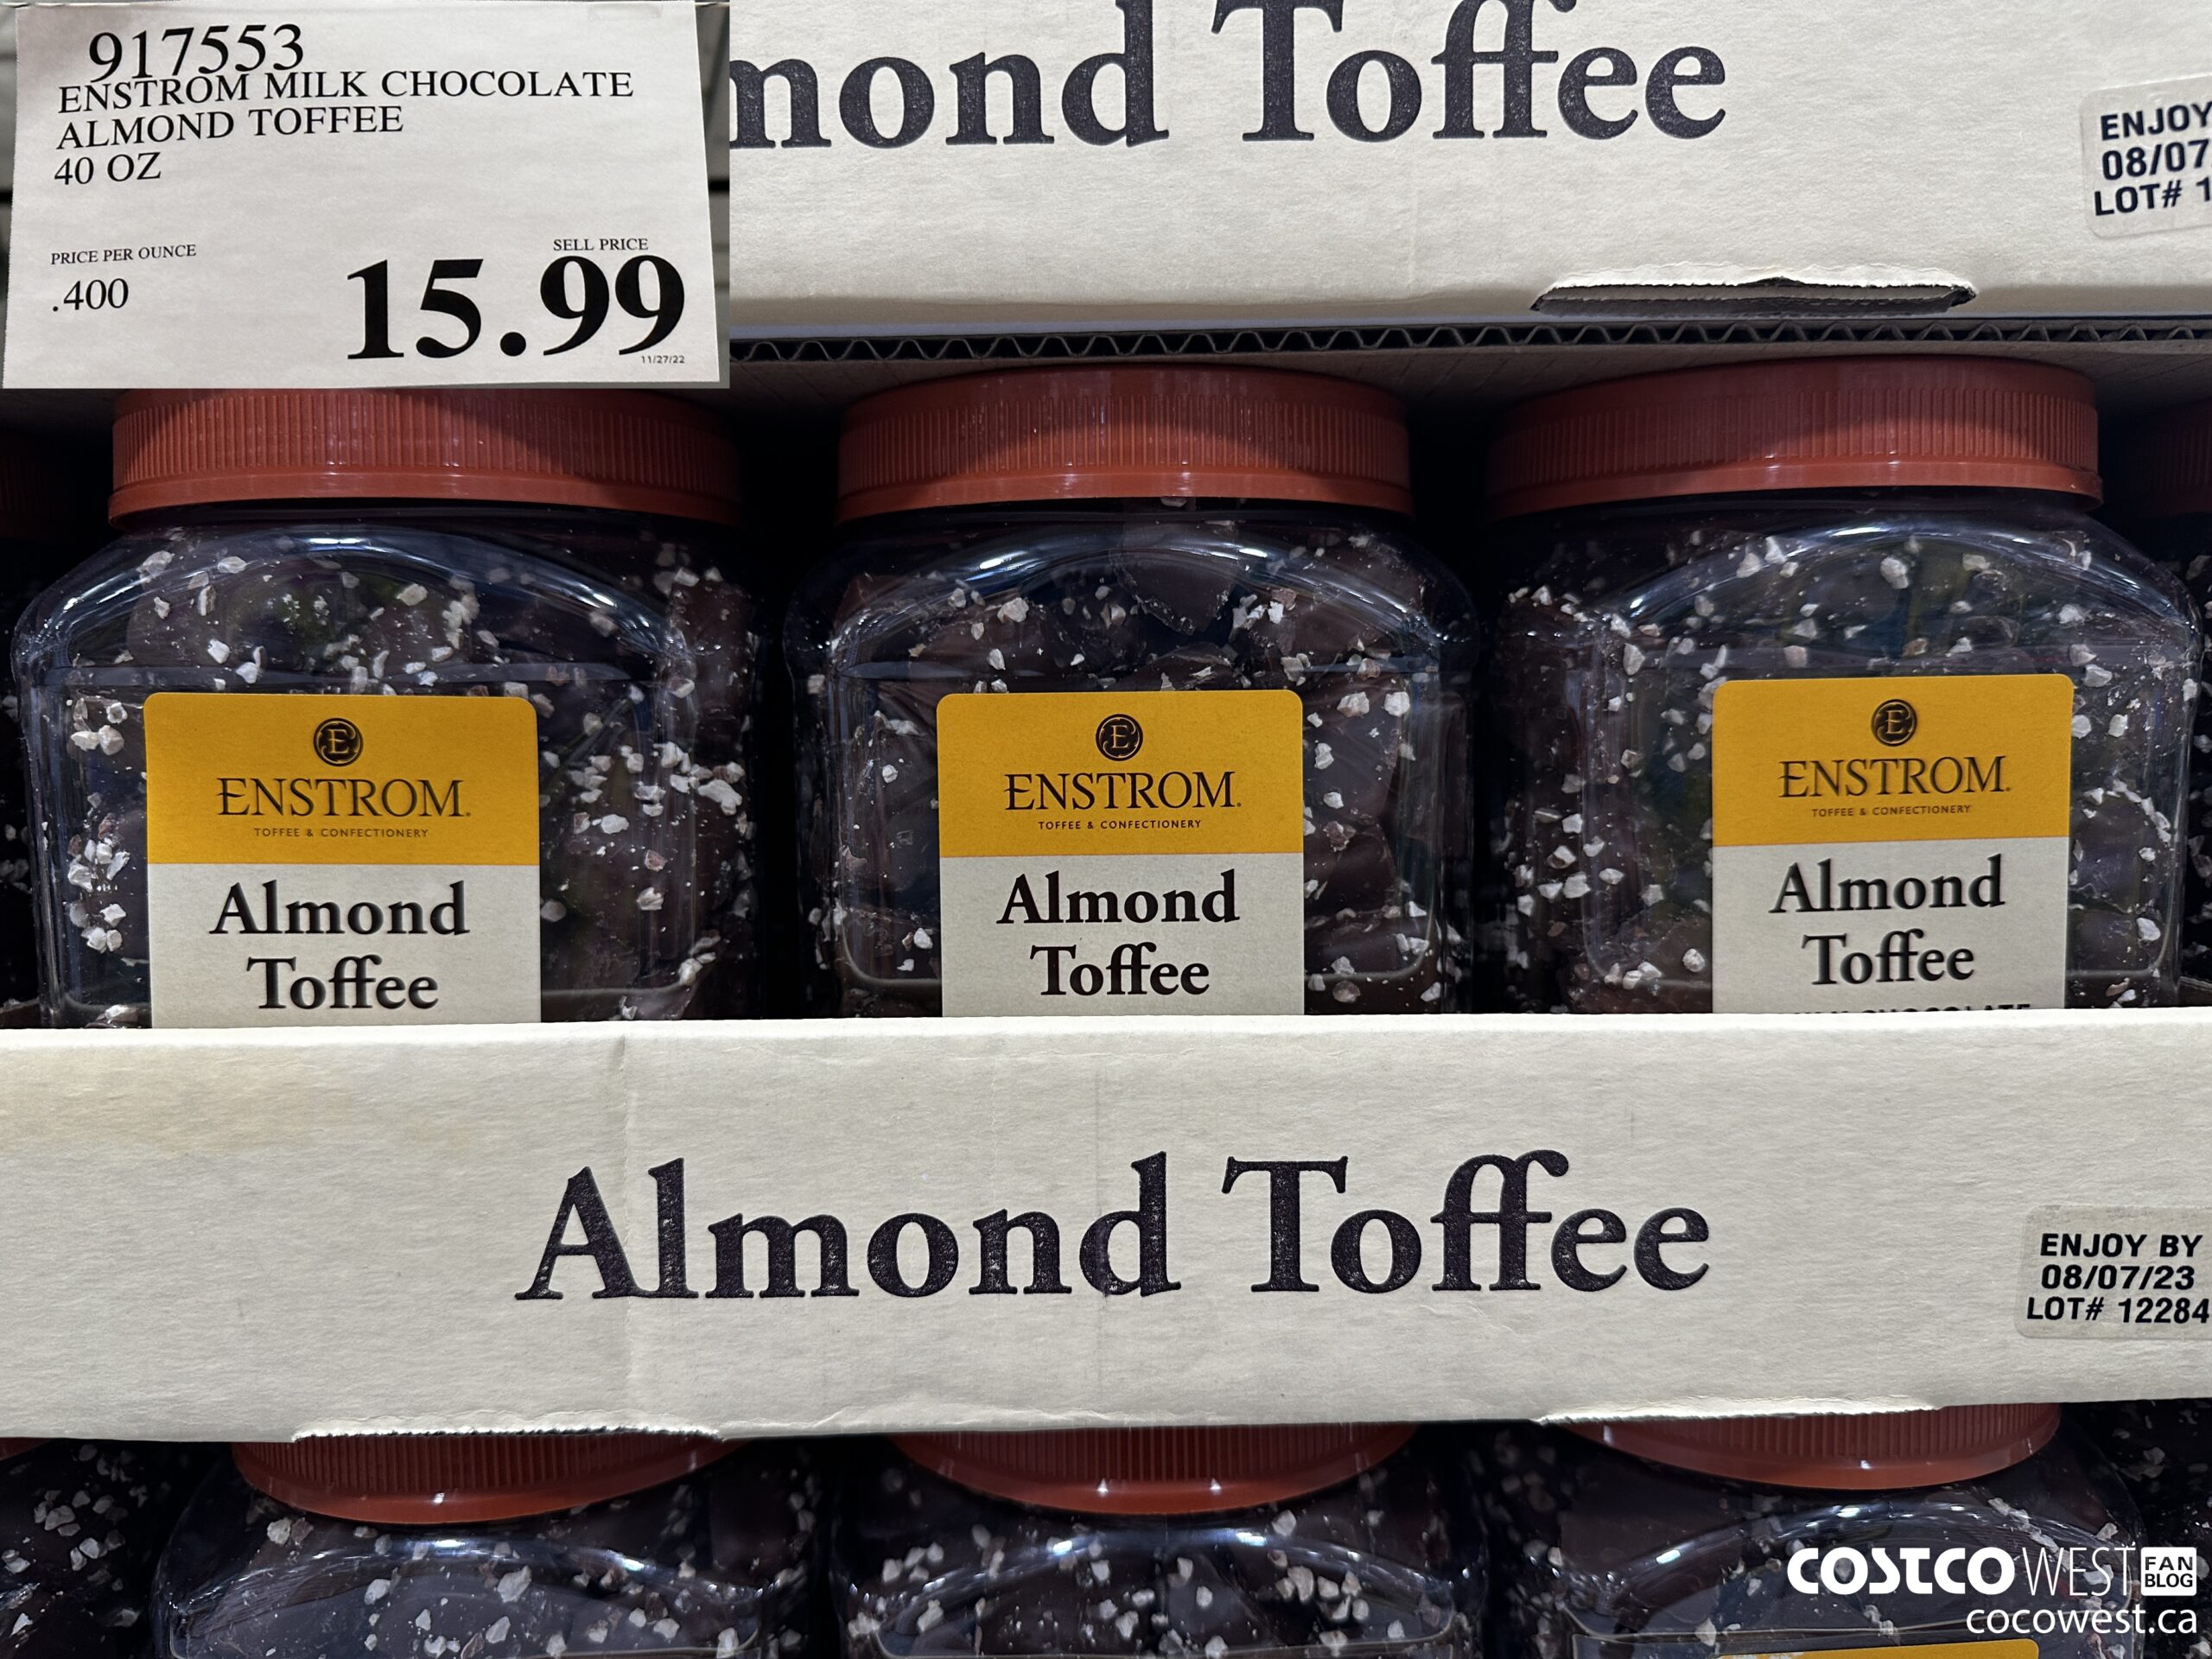 917553
ENSTROM MILK CHOCOLATE
ALMOND TOFFEE
40 OZ
PRICE PER OUNCE
.400
SELL PRICE
15.99
11/27/22
mond Toffee
ENJOY
08/07
LOT# 1
E
ENSTROM.
TOFFEE & CONFECTIONERY
Almond
Toffee
E
ENSTROM.
TOFFEE & CONFECTIONERY
Almond
Toffee
E
ENSTROM.
TOFFEE & CONFECTIONERY
Almond
Toffee
Almond Toffee
ENJOY BY
08/07/23
LOT# 12284
COSTCO WEST FAN BLOG
cocowest.ca